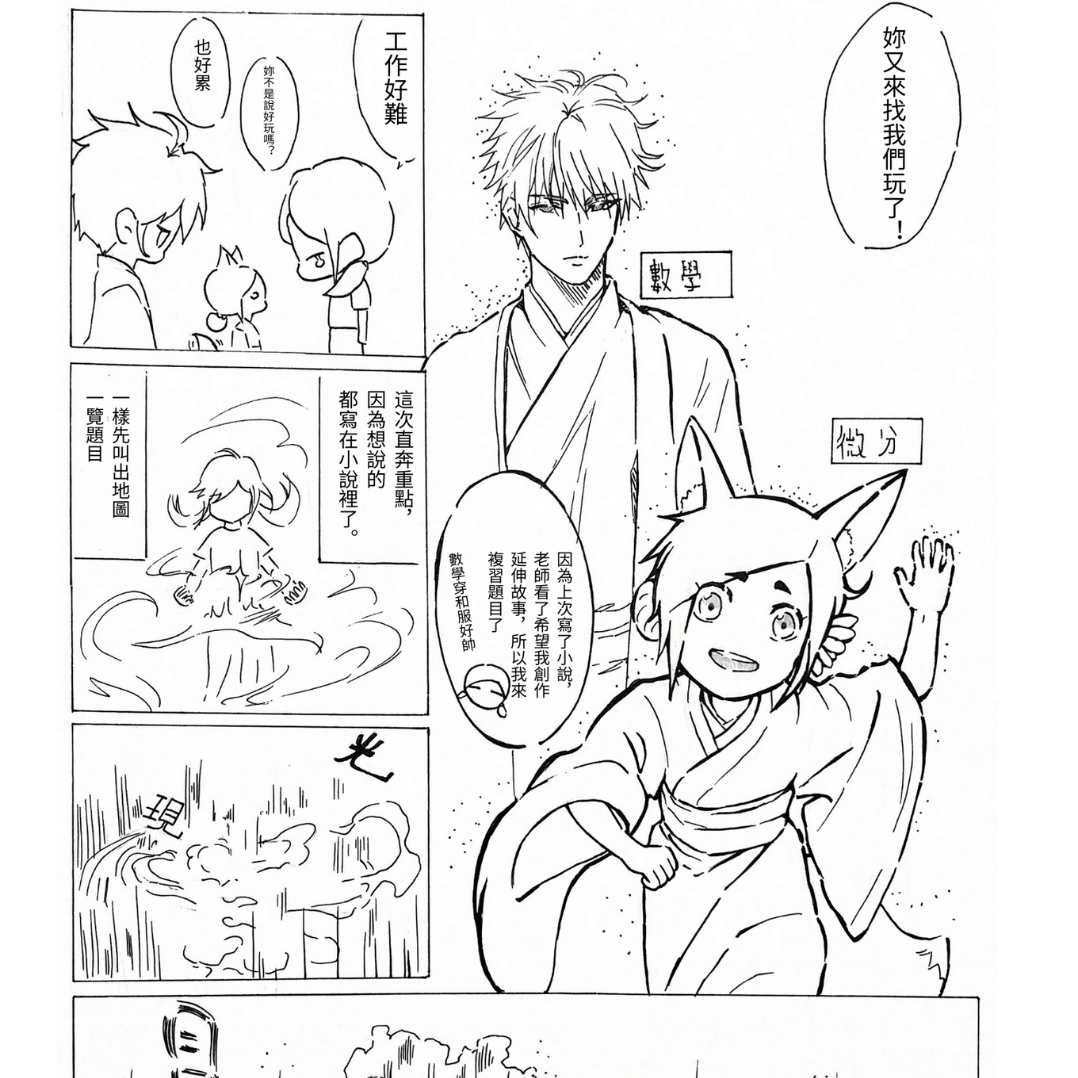 妳又來找我們玩了！
數學
微分
因為上次寫了小說，
老師看了希望我創作
延伸故事，所以我來
複習題目了
數學穿和服好帥
工作好難
妳不是說好玩嗎？
也好累
這次直奔重點，
因為想說的
都寫在小說裡了。
一樣先叫出地圖
一覽題目
光
現